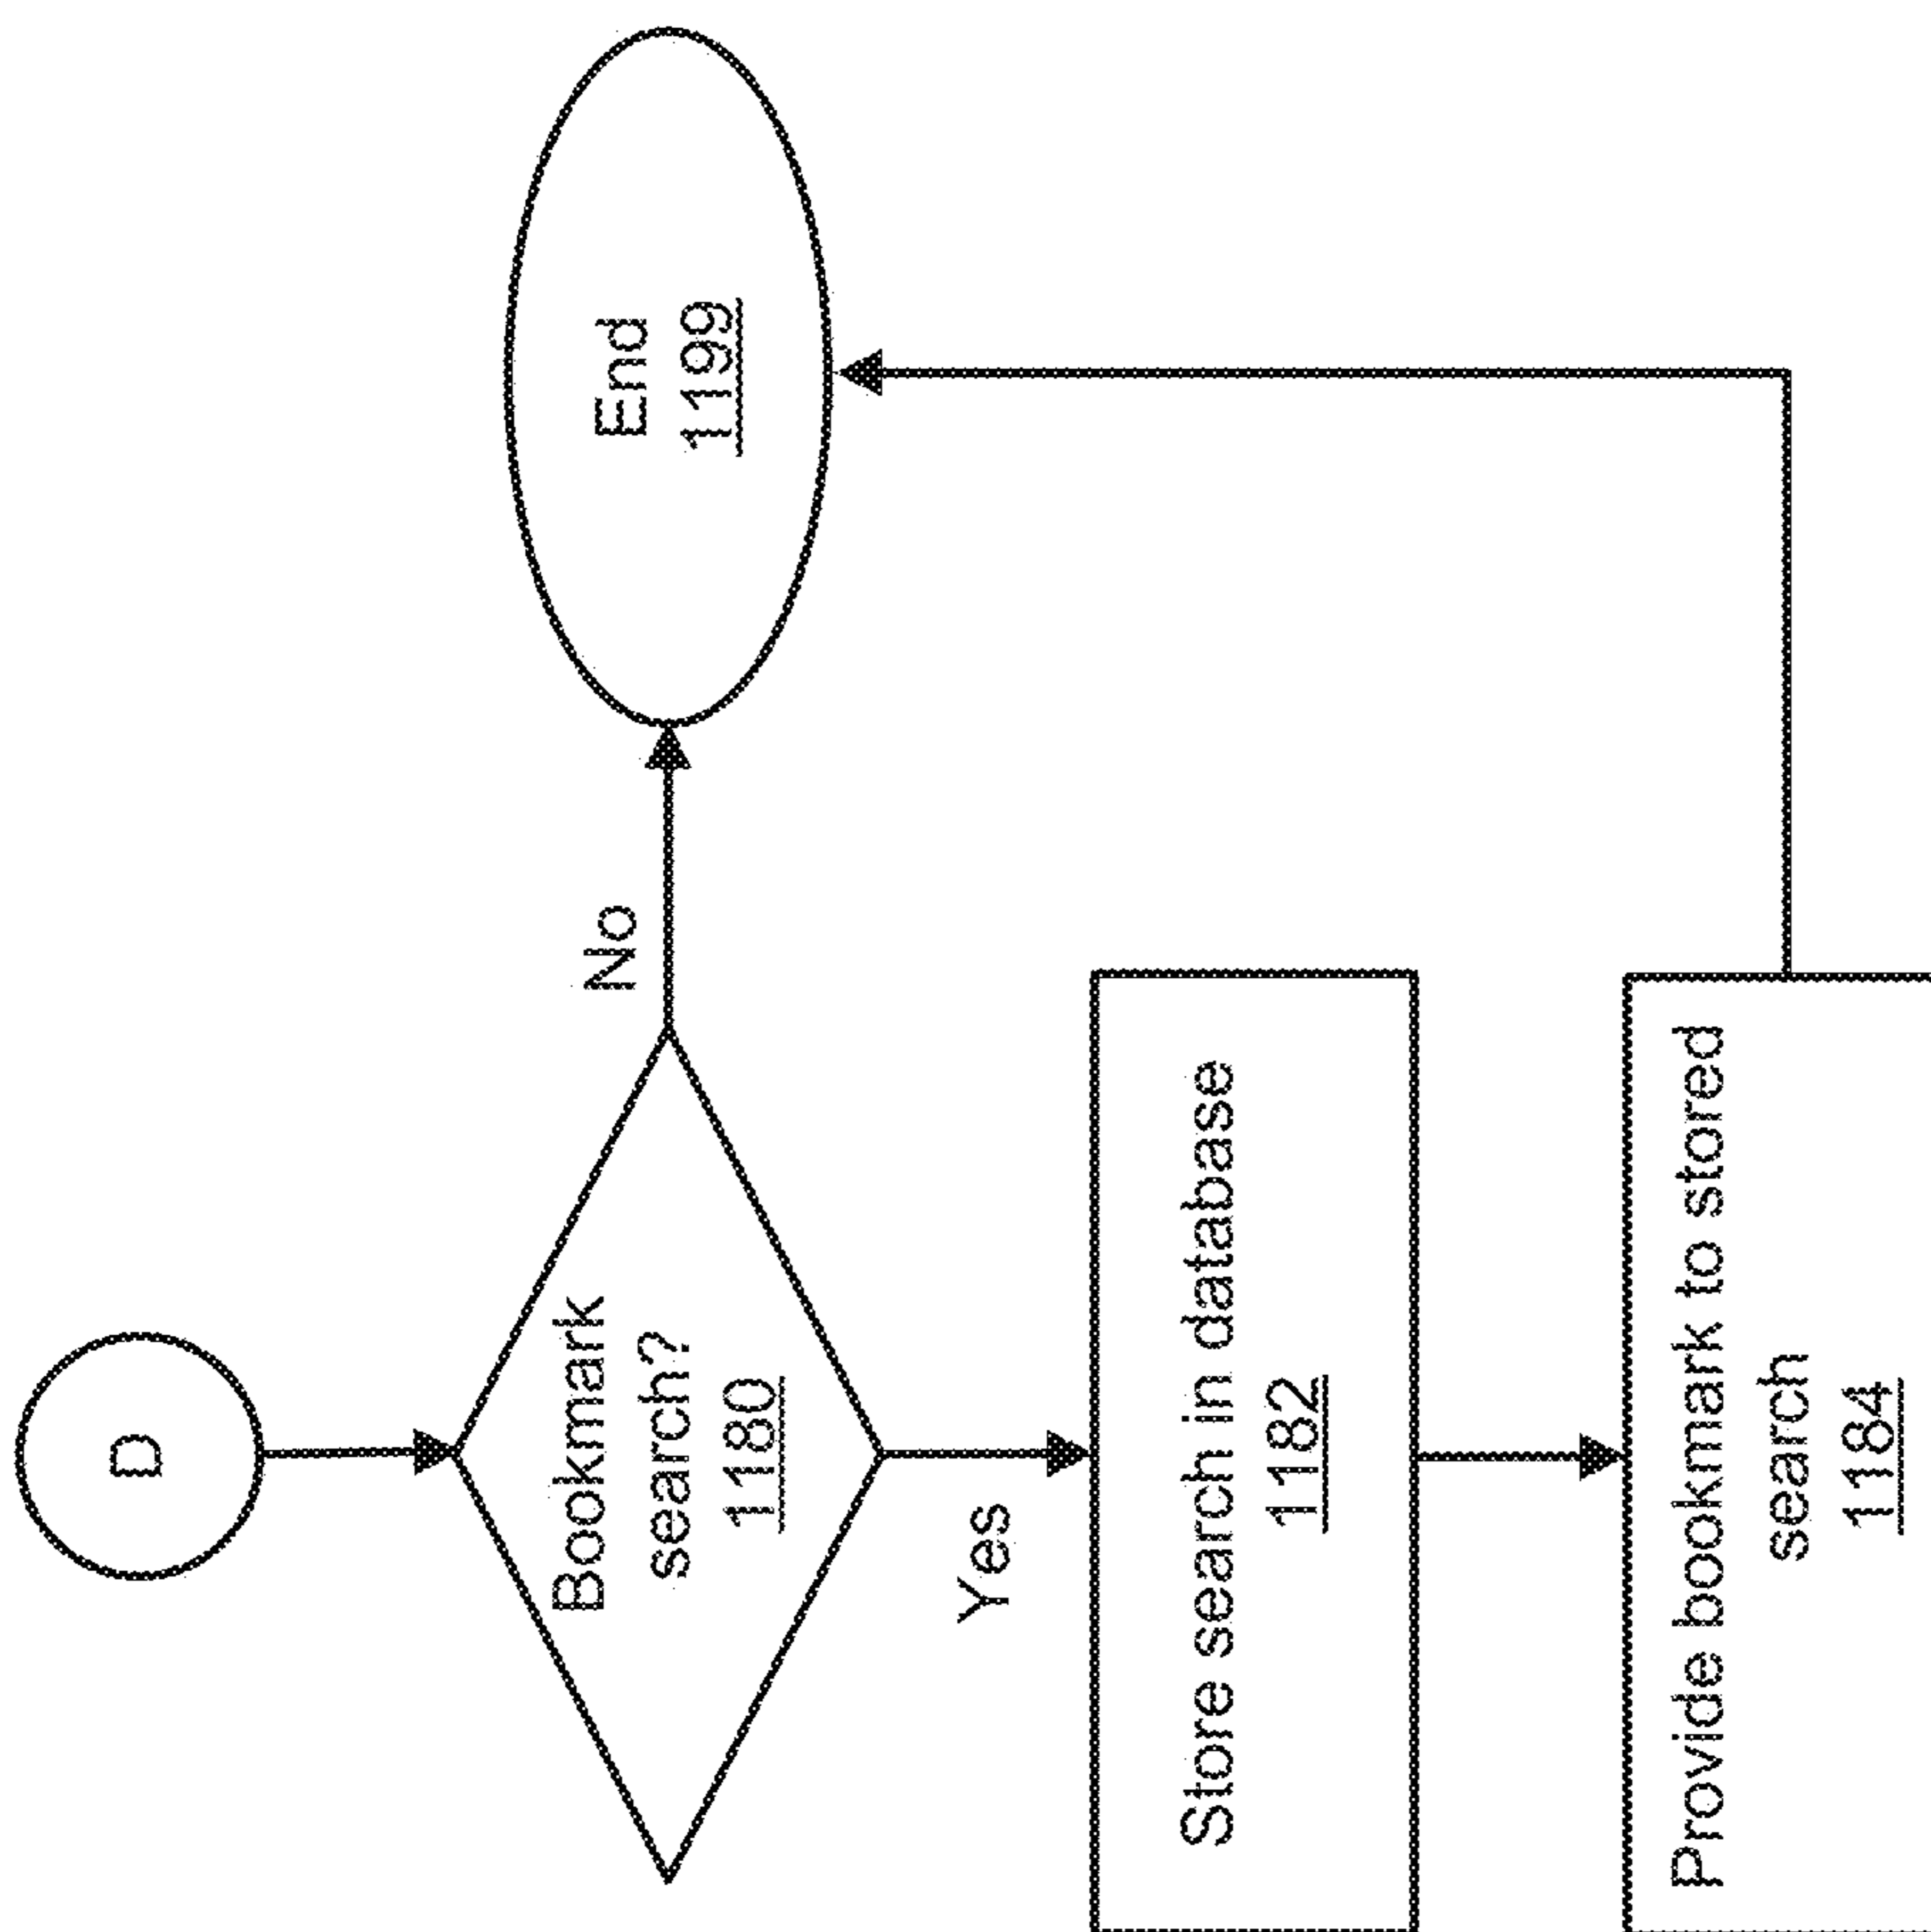 D
Bookmark
search?
1180
No
End
1199
Yes
Store search in database
1182
Provide bookmark to stored
search
1184